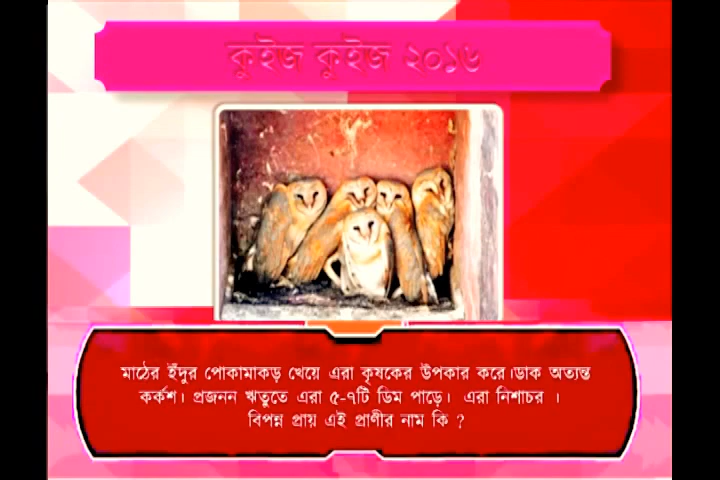 কুইজ কুইজ ২০১৬
মাঠের ইঁদুর পোকামাকড় খেয়ে এরা কৃষকের উপকার করে।ডাক অত্যন্ত
কর্কশ। প্রজনন ঋতুতে এরা ৫-৭টি ডিম পাড়ে। এরা নিশাচর ।
বিপন্ন প্রায় এই প্রাণীর নাম কি ?